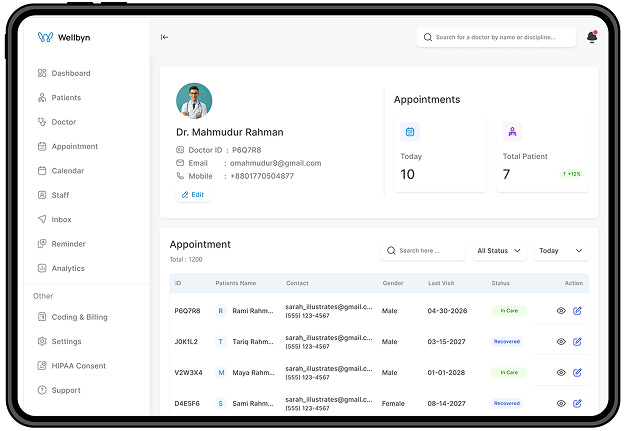 Wellbyn
Search for a doctor by name or discipline...
Dashboard
Patients
Doctor
Appointment
Calendar
Staff
Inbox
Reminder
Analytics
Other
Coding & Billing
Settings
HIPAA Consent
Support
Dr. Mahmudur Rahman
Doctor ID : P6Q7R8
Email : omahmudur9@gmail.com
Mobile : +8801770504877
Edit
Appointments
Today
10
Total Patient
7
↑ +12%
Appointment
Total : 1200
Search here ...
All Status
Today
ID Patients Name Contact Gender Last Visit Status Action
P6Q7R8 R Rami Rahm... sarah_illustrates@gmail.c... Male 04-30-2026 In Care
(555) 123-4567
J0K1L2 T Tariq Rahm... sarah_illustrates@gmail.c... Male 03-15-2027 Recovered
(555) 123-4567
V2W3X4 M Maya Rahm... sarah_illustrates@gmail.c... Male 01-01-2028 In Care
(555) 123-4567
D4E5F6 S Sami Rahm... sarah_illustrates@gmail.c... Female 08-14-2027 Recovered
(555) 123-4567